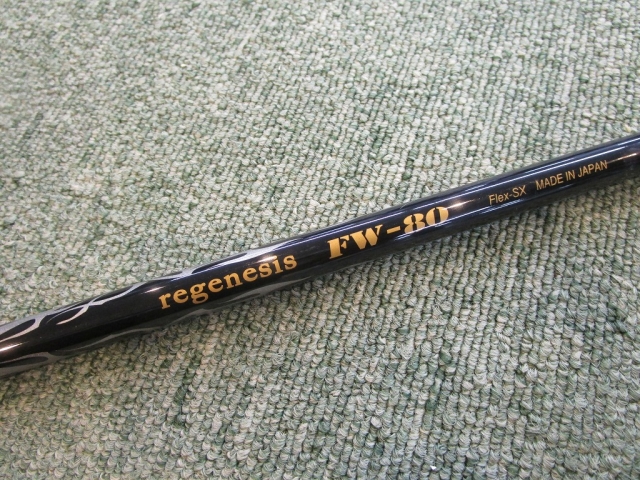 regenesis FW-80 Flex-SX MADE IN JAPAN